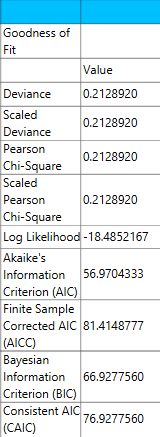 Goodness of
Fit
Value
Deviance 0.2128920
Scaled
Deviance 0.2128920
Pearson
Chi-Square 0.2128920
Scaled
Pearson
Chi-Square 0.2128920
Log Likelihood -18.4852167
Akaike's
Information
Criterion (AIC) 56.9704333
Finite Sample
Corrected AIC
(AICC) 81.4148777
Bayesian
Information
Criterion (BIC) 66.9277560
Consistent AIC
(CAIC) 76.9277560